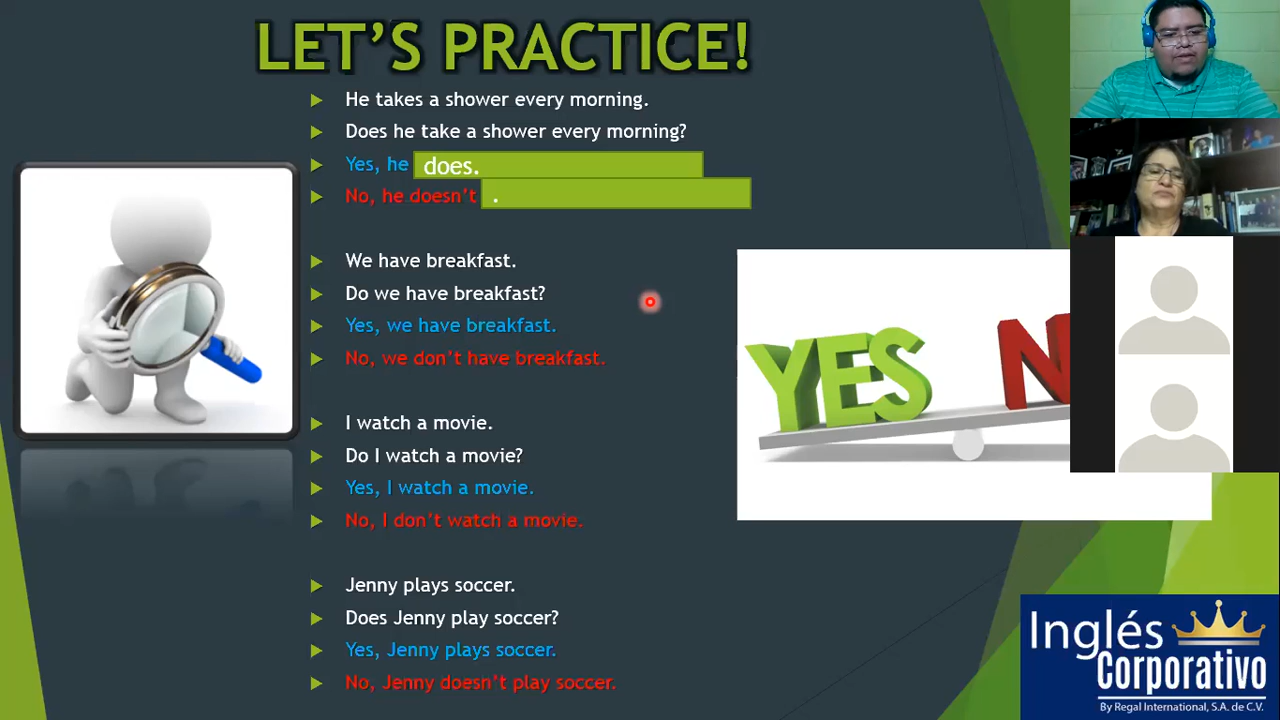 LET'S PRACTICE!
He takes a shower every morning.
Does he take a shower every morning?
Yes, he does.
No, he doesn't .
We have breakfast.
Do we have breakfast?
Yes, we have breakfast.
No, we don't have breakfast.
I watch a movie.
Do I watch a movie?
Yes, I watch a movie.
No, I don't watch a movie.
Jenny plays soccer.
Does Jenny play soccer?
Yes, Jenny plays soccer.
No, Jenny doesn't play soccer.
YES N
Inglés
Corporativo
By Regal International, S.A. de C.V.